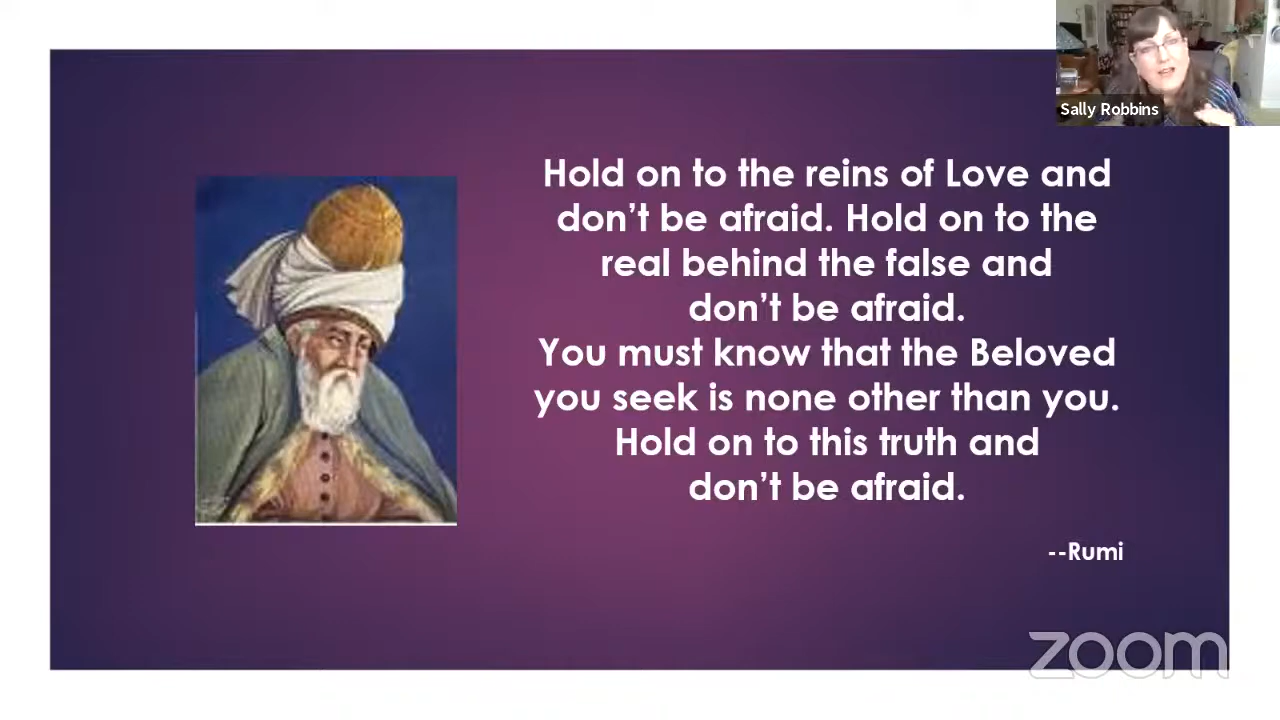 Sally Robbins
Hold on to the reins of Love and
don't be afraid. Hold on to the
real behind the false and
don't be afraid.
You must know that the Beloved
you seek is none other than you.
Hold on to this truth and
don't be afraid.
--Rumi
zoom